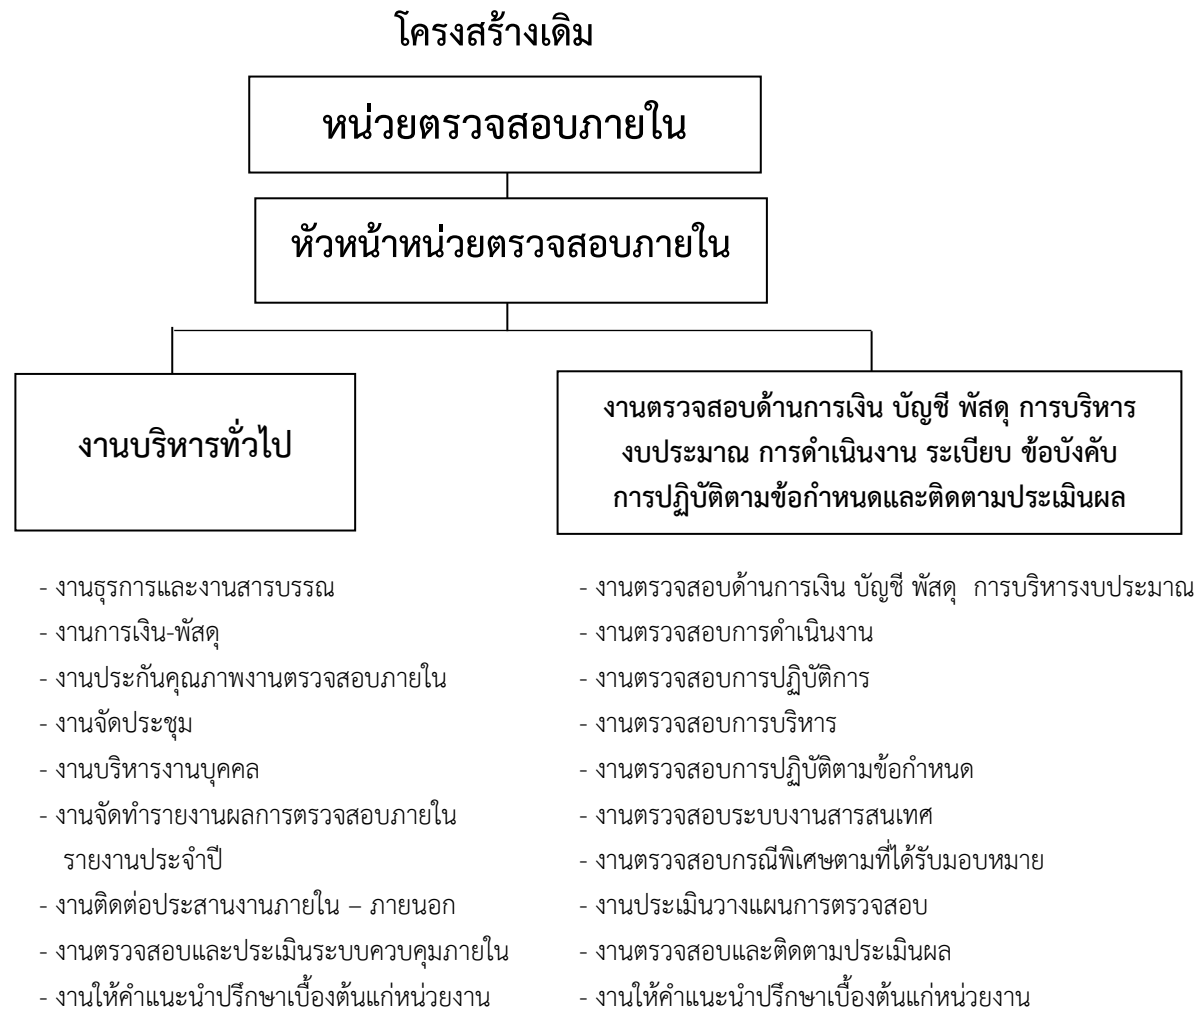 โครงสร้างเดิม
หน่วยตรวจสอบภายใน
หัวหน้าหน่วยตรวจสอบภายใน
งานบริหารทั่วไป
งานตรวจสอบด้านการเงิน บัญชี พัสดุ การบริหาร
งบประมาณ การดำเนินงาน ระเบียบ ข้อบังคับ
การปฏิบัติตามข้อกำหนดและติดตามประเมินผล
- งานธุรการและงานสารบรรณ
- งานการเงิน-พัสดุ
- งานประกันคุณภาพงานตรวจสอบภายใน
- งานจัดประชุม
- งานบริหารงานบุคคล
- งานจัดทำรายงานผลการตรวจสอบภายใน
รายงานประจำปี
- งานติดต่อประสานงานภายใน – ภายนอก
- งานตรวจสอบและประเมินระบบควบคุมภายใน
- งานให้คำแนะนำปรึกษาเบื้องต้นแก่หน่วยงาน
- งานตรวจสอบด้านการเงิน บัญชี พัสดุ การบริหารงบประมาณ
- งานตรวจสอบการดำเนินงาน
- งานตรวจสอบการปฏิบัติการ
- งานตรวจสอบการบริหาร
- งานตรวจสอบการปฏิบัติตามข้อกำหนด
- งานตรวจสอบระบบงานสารสนเทศ
- งานตรวจสอบกรณีพิเศษตามที่ได้รับมอบหมาย
- งานประเมินวางแผนการตรวจสอบ
- งานตรวจสอบและติดตามประเมินผล
- งานให้คำแนะนำปรึกษาเบื้องต้นแก่หน่วยงาน